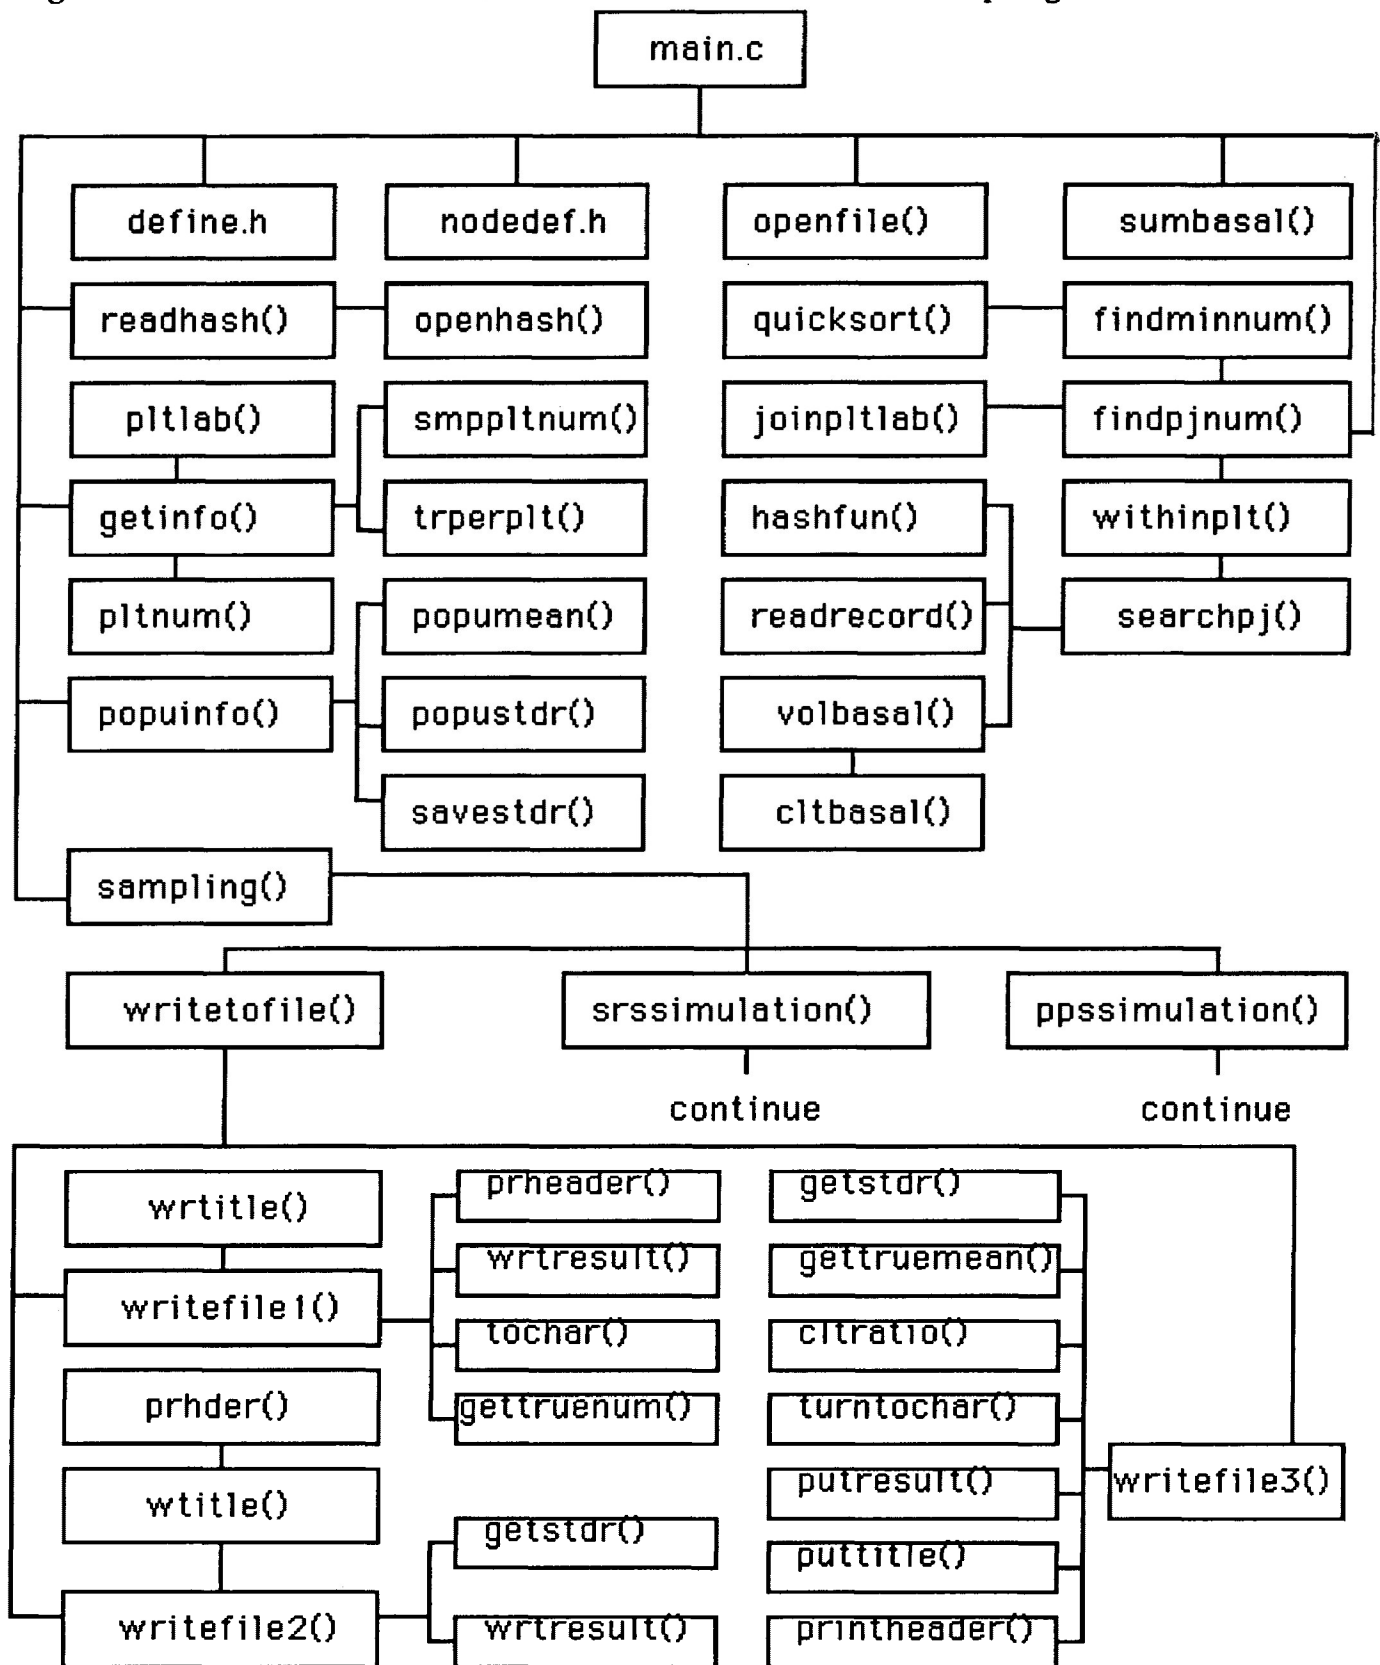 main.c
define.h
nodedef.h
openfile()
sumbasal()
readhash()
openhash()
quicksort()
findminnum()
pltlab()
smppltnum()
joinpltlab()
findpjnum()
getinfo()
trperplt()
hashfun()
withinplt()
pltnum()
popumean()
readrecord()
searchpj()
popuinfo()
popustdr()
volbasal()
savestdr()
cltbasal()
sampling()
writetofile()
srssimulation()
ppssimulation()
continue
continue
wrtitle()
prheader()
getstdr()
wrtresult()
gettruemean()
writefile1()
tochar()
cltratio()
prhder()
gettruenum()
turntochar()
putresult()
writefile3()
wtitle()
getstdr()
puttitle()
writefile2()
wrtresult()
printheader()